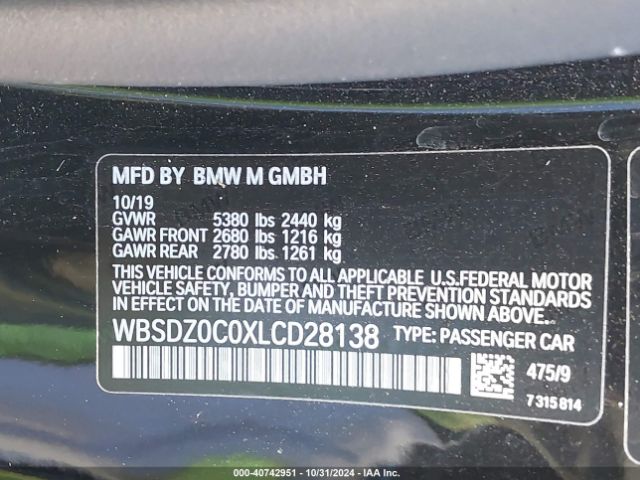 MFD BY BMW M GMBH
10/19
GVWR 5380 lbs 2440 kg
GAWR FRONT 2680 lbs 1216 kg
GAWR REAR 2780 lbs 1261 kg
THIS VEHICLE CONFORMS TO ALL APPLICABLE U.S.FEDERAL MOTOR
VEHICLE SAFETY, BUMPER AND THEFT PREVENTION STANDARDS
IN EFFECT ON THE DATE OF MANUFACTURE SHOWN ABOVE.
WBSDZ0C0XLCD28138 TYPE: PASSENGER CAR
475/9
7 315 814
000-40742951 - 10/31/2024 - IAA Inc.